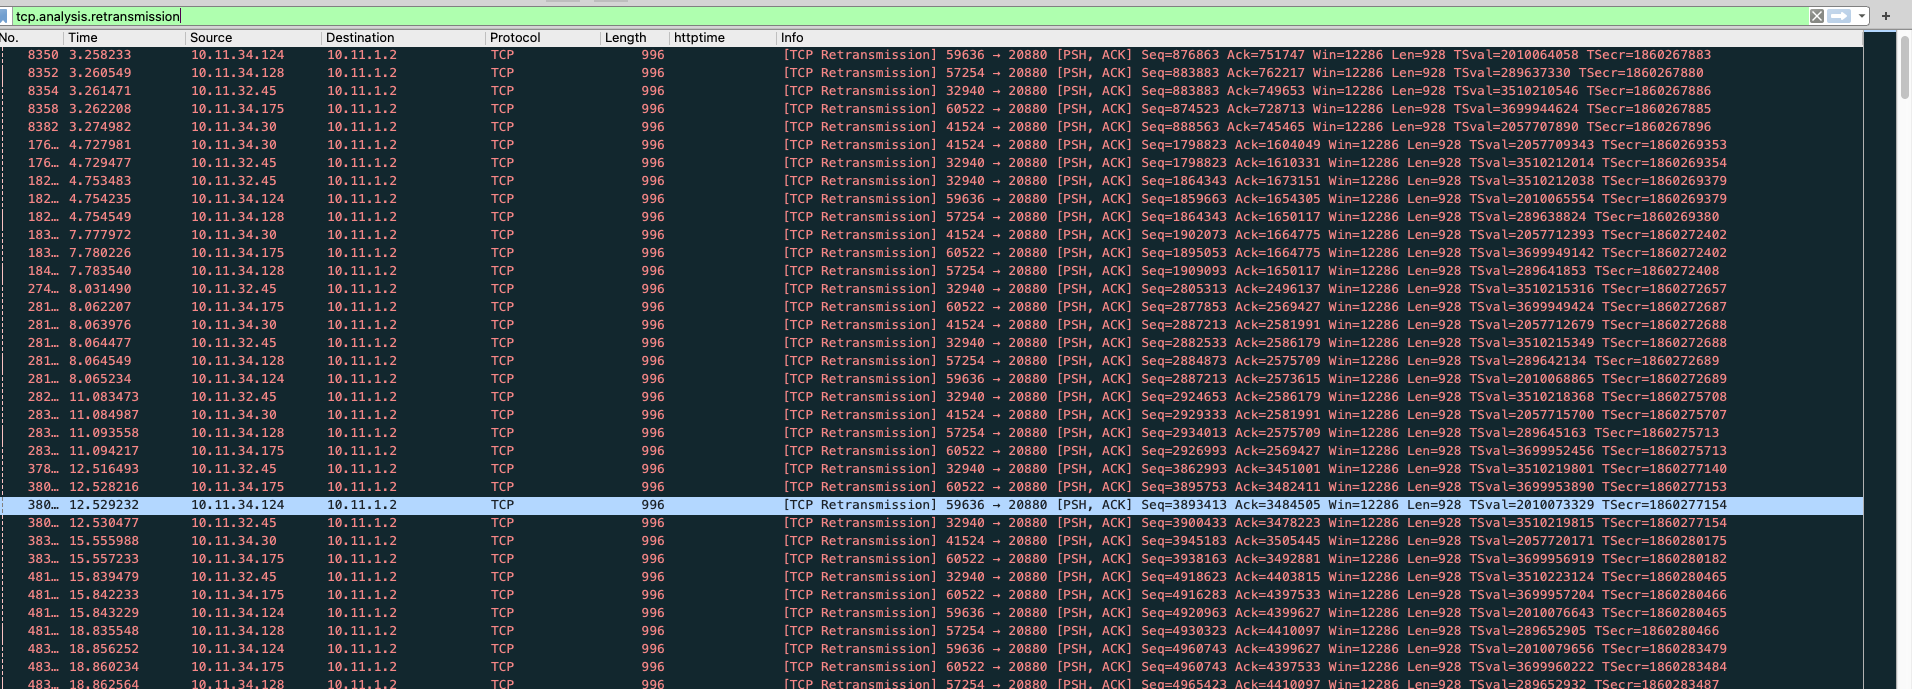 tcp.analysis.retransmission
No. Time Source Destination Protocol Length httptime Info
8350 3.258233 10.11.34.124 10.11.1.2 TCP 996 [TCP Retransmission] 59636 → 20880 [PSH, ACK] Seq=876863 Ack=751747 Win=12286 Len=928 TSval=2010064058 TSecr=1860267883
8352 3.260549 10.11.34.128 10.11.1.2 TCP 996 [TCP Retransmission] 57254 → 20880 [PSH, ACK] Seq=883883 Ack=762217 Win=12286 Len=928 TSval=289637330 TSecr=1860267880
8354 3.261471 10.11.32.45 10.11.1.2 TCP 996 [TCP Retransmission] 32940 → 20880 [PSH, ACK] Seq=883883 Ack=749653 Win=12286 Len=928 TSval=3510210546 TSecr=1860267886
8358 3.262208 10.11.34.175 10.11.1.2 TCP 996 [TCP Retransmission] 60522 → 20880 [PSH, ACK] Seq=874523 Ack=728713 Win=12286 Len=928 TSval=3699944624 TSecr=1860267885
8382 3.274982 10.11.34.30 10.11.1.2 TCP 996 [TCP Retransmission] 41524 → 20880 [PSH, ACK] Seq=888563 Ack=745465 Win=12286 Len=928 TSval=2057707890 TSecr=1860267896
176… 4.727981 10.11.34.30 10.11.1.2 TCP 996 [TCP Retransmission] 41524 → 20880 [PSH, ACK] Seq=1798823 Ack=1604049 Win=12286 Len=928 TSval=2057709343 TSecr=1860269353
176… 4.729477 10.11.32.45 10.11.1.2 TCP 996 [TCP Retransmission] 32940 → 20880 [PSH, ACK] Seq=1798823 Ack=1610331 Win=12286 Len=928 TSval=3510212014 TSecr=1860269354
182… 4.753483 10.11.32.45 10.11.1.2 TCP 996 [TCP Retransmission] 32940 → 20880 [PSH, ACK] Seq=1864343 Ack=1673151 Win=12286 Len=928 TSval=3510212038 TSecr=1860269379
182… 4.754235 10.11.34.124 10.11.1.2 TCP 996 [TCP Retransmission] 59636 → 20880 [PSH, ACK] Seq=1859663 Ack=1654305 Win=12286 Len=928 TSval=2010065554 TSecr=1860269379
182… 4.754549 10.11.34.128 10.11.1.2 TCP 996 [TCP Retransmission] 57254 → 20880 [PSH, ACK] Seq=1864343 Ack=1650117 Win=12286 Len=928 TSval=289638824 TSecr=1860269380
183… 7.777972 10.11.34.30 10.11.1.2 TCP 996 [TCP Retransmission] 41524 → 20880 [PSH, ACK] Seq=1902073 Ack=1664775 Win=12286 Len=928 TSval=2057712393 TSecr=1860272402
183… 7.780226 10.11.34.175 10.11.1.2 TCP 996 [TCP Retransmission] 60522 → 20880 [PSH, ACK] Seq=1895053 Ack=1664775 Win=12286 Len=928 TSval=3699949142 TSecr=1860272402
184… 7.783540 10.11.34.128 10.11.1.2 TCP 996 [TCP Retransmission] 57254 → 20880 [PSH, ACK] Seq=1909093 Ack=1650117 Win=12286 Len=928 TSval=289641853 TSecr=1860272408
274… 8.031490 10.11.32.45 10.11.1.2 TCP 996 [TCP Retransmission] 32940 → 20880 [PSH, ACK] Seq=2805313 Ack=2496137 Win=12286 Len=928 TSval=3510215316 TSecr=1860272657
281… 8.062207 10.11.34.175 10.11.1.2 TCP 996 [TCP Retransmission] 60522 → 20880 [PSH, ACK] Seq=2877853 Ack=2569427 Win=12286 Len=928 TSval=3699949424 TSecr=1860272687
281… 8.063976 10.11.34.30 10.11.1.2 TCP 996 [TCP Retransmission] 41524 → 20880 [PSH, ACK] Seq=2887213 Ack=2581991 Win=12286 Len=928 TSval=2057712679 TSecr=1860272688
281… 8.064477 10.11.32.45 10.11.1.2 TCP 996 [TCP Retransmission] 32940 → 20880 [PSH, ACK] Seq=2882533 Ack=2586179 Win=12286 Len=928 TSval=3510215349 TSecr=1860272688
281… 8.064549 10.11.34.128 10.11.1.2 TCP 996 [TCP Retransmission] 57254 → 20880 [PSH, ACK] Seq=2884873 Ack=2575709 Win=12286 Len=928 TSval=289642134 TSecr=1860272689
281… 8.065234 10.11.34.124 10.11.1.2 TCP 996 [TCP Retransmission] 59636 → 20880 [PSH, ACK] Seq=2887213 Ack=2573615 Win=12286 Len=928 TSval=2010068865 TSecr=1860272689
282… 11.083473 10.11.32.45 10.11.1.2 TCP 996 [TCP Retransmission] 32940 → 20880 [PSH, ACK] Seq=2924653 Ack=2586179 Win=12286 Len=928 TSval=3510218368 TSecr=1860275708
283… 11.084987 10.11.34.30 10.11.1.2 TCP 996 [TCP Retransmission] 41524 → 20880 [PSH, ACK] Seq=2929333 Ack=2581991 Win=12286 Len=928 TSval=2057715700 TSecr=1860275707
283… 11.093558 10.11.34.128 10.11.1.2 TCP 996 [TCP Retransmission] 57254 → 20880 [PSH, ACK] Seq=2934013 Ack=2575709 Win=12286 Len=928 TSval=289645163 TSecr=1860275713
283… 11.094217 10.11.34.175 10.11.1.2 TCP 996 [TCP Retransmission] 60522 → 20880 [PSH, ACK] Seq=2926993 Ack=2569427 Win=12286 Len=928 TSval=3699952456 TSecr=1860275713
378… 12.516493 10.11.32.45 10.11.1.2 TCP 996 [TCP Retransmission] 32940 → 20880 [PSH, ACK] Seq=3862993 Ack=3451001 Win=12286 Len=928 TSval=3510219801 TSecr=1860277140
380… 12.528216 10.11.34.175 10.11.1.2 TCP 996 [TCP Retransmission] 60522 → 20880 [PSH, ACK] Seq=3895753 Ack=3482411 Win=12286 Len=928 TSval=3699953890 TSecr=1860277153
380… 12.529232 10.11.34.124 10.11.1.2 TCP 996 [TCP Retransmission] 59636 → 20880 [PSH, ACK] Seq=3893413 Ack=3484505 Win=12286 Len=928 TSval=2010073329 TSecr=1860277154
380… 12.530477 10.11.32.45 10.11.1.2 TCP 996 [TCP Retransmission] 32940 → 20880 [PSH, ACK] Seq=3900433 Ack=3478223 Win=12286 Len=928 TSval=3510219815 TSecr=1860277154
383… 15.555988 10.11.34.30 10.11.1.2 TCP 996 [TCP Retransmission] 41524 → 20880 [PSH, ACK] Seq=3945183 Ack=3505445 Win=12286 Len=928 TSval=2057720171 TSecr=1860280175
383… 15.557233 10.11.34.175 10.11.1.2 TCP 996 [TCP Retransmission] 60522 → 20880 [PSH, ACK] Seq=3938163 Ack=3492881 Win=12286 Len=928 TSval=3699956919 TSecr=1860280182
481… 15.839479 10.11.32.45 10.11.1.2 TCP 996 [TCP Retransmission] 32940 → 20880 [PSH, ACK] Seq=4918623 Ack=4403815 Win=12286 Len=928 TSval=3510223124 TSecr=1860280465
481… 15.842233 10.11.34.175 10.11.1.2 TCP 996 [TCP Retransmission] 60522 → 20880 [PSH, ACK] Seq=4916283 Ack=4397533 Win=12286 Len=928 TSval=3699957204 TSecr=1860280466
481… 15.843229 10.11.34.124 10.11.1.2 TCP 996 [TCP Retransmission] 59636 → 20880 [PSH, ACK] Seq=4920963 Ack=4399627 Win=12286 Len=928 TSval=2010076643 TSecr=1860280465
481… 18.835548 10.11.34.128 10.11.1.2 TCP 996 [TCP Retransmission] 57254 → 20880 [PSH, ACK] Seq=4930323 Ack=4410097 Win=12286 Len=928 TSval=289652905 TSecr=1860280466
483… 18.856252 10.11.34.124 10.11.1.2 TCP 996 [TCP Retransmission] 59636 → 20880 [PSH, ACK] Seq=4960743 Ack=4399627 Win=12286 Len=928 TSval=2010079656 TSecr=1860283479
483… 18.860234 10.11.34.175 10.11.1.2 TCP 996 [TCP Retransmission] 60522 → 20880 [PSH, ACK] Seq=4960743 Ack=4397533 Win=12286 Len=928 TSval=3699960222 TSecr=1860283484
483… 18.862564 10.11.34.128 10.11.1.2 TCP 996 [TCP Retransmission] 57254 → 20880 [PSH, ACK] Seq=4965423 Ack=4410097 Win=12286 Len=928 TSval=289652932 TSecr=1860283487